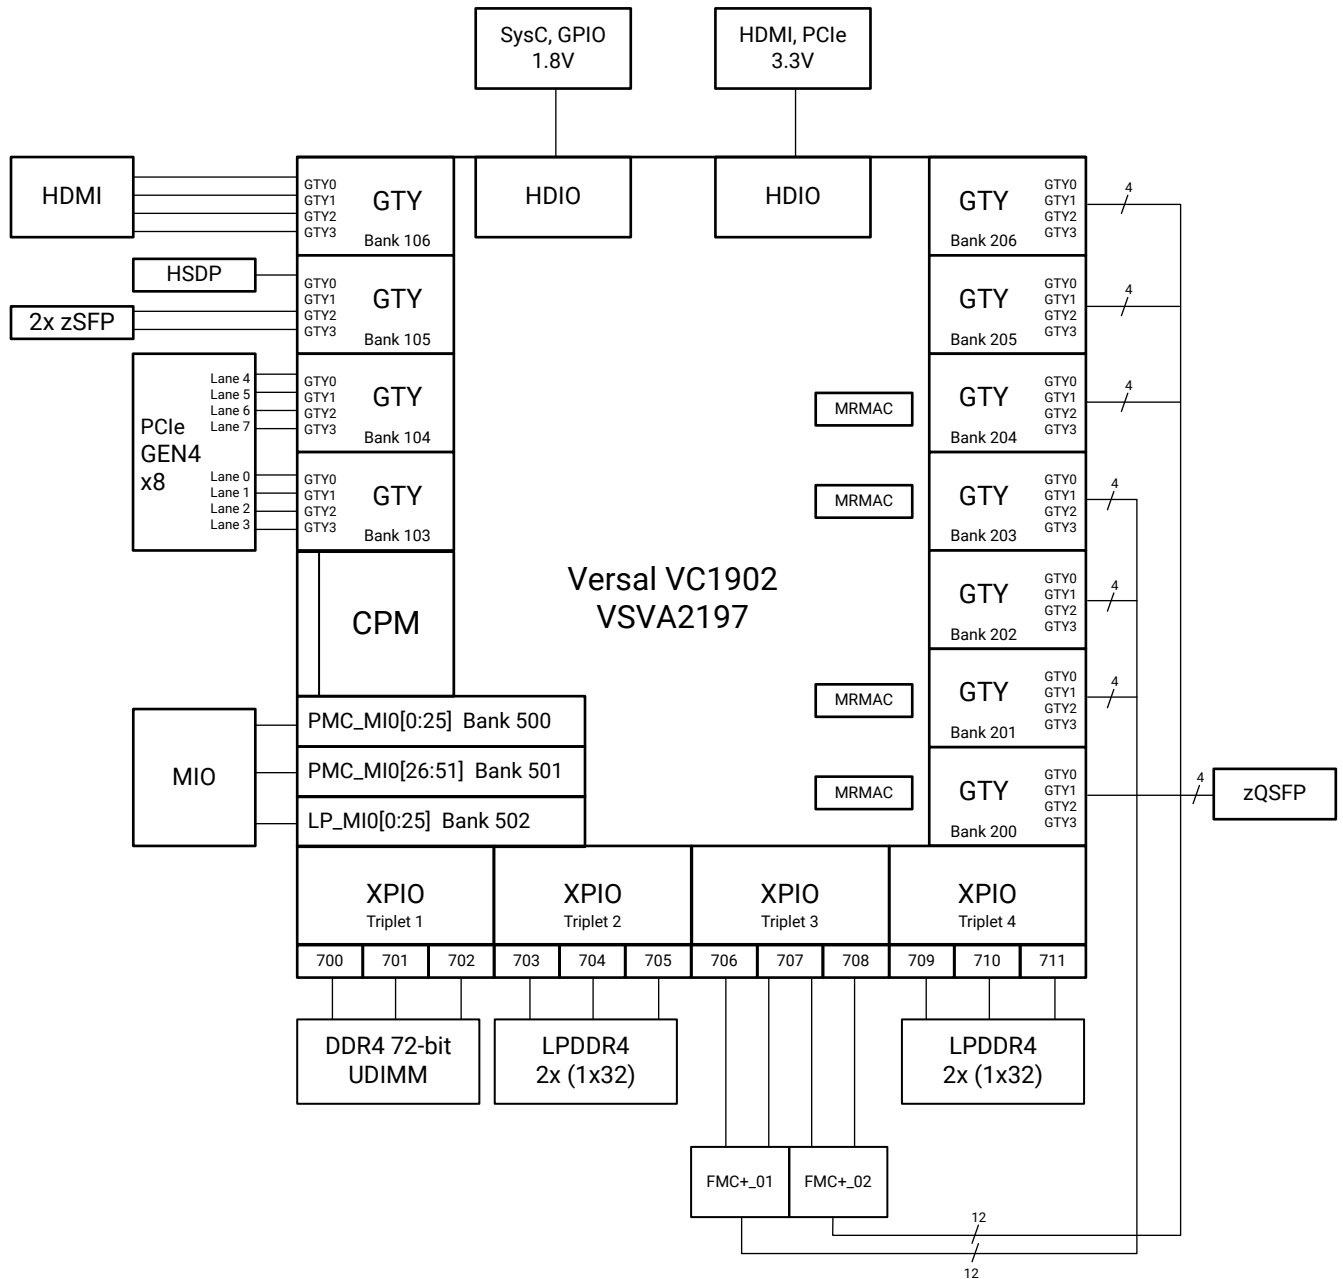 SysC, GPIO
1.8V
HDMI, PCIe
3.3V
HDMI
GTY0
GTY1
GTY2
GTY3
GTY
Bank 106
HDIO
HDIO
GTY
Bank 206
GTY0
GTY1
GTY2
GTY3
4
HSDP
2x zSFP
GTY0
GTY1
GTY2
GTY3
GTY
Bank 105
GTY
Bank 205
GTY0
GTY1
GTY2
GTY3
4
PCIe
GEN4
x8
Lane 4
Lane 5
Lane 6
Lane 7
Lane 0
Lane 1
Lane 2
Lane 3
GTY0
GTY1
GTY2
GTY3
GTY
Bank 104
MRMAC
GTY
Bank 204
GTY0
GTY1
GTY2
GTY3
4
GTY0
GTY1
GTY2
GTY3
GTY
Bank 103
MRMAC
GTY
Bank 203
GTY0
GTY1
GTY2
GTY3
4
Versal VC1902
VSVA2197
CPM
GTY
Bank 202
GTY0
GTY1
GTY2
GTY3
4
MRMAC
GTY
Bank 201
GTY0
GTY1
GTY2
GTY3
4
MIO
PMC_MI0[0:25] Bank 500
PMC_MI0[26:51] Bank 501
LP_MI0[0:25] Bank 502
MRMAC
GTY
Bank 200
GTY0
GTY1
GTY2
GTY3
4
zQSFP
XPIO
Triplet 1
XPIO
Triplet 2
XPIO
Triplet 3
XPIO
Triplet 4
700 701 702 703 704 705 706 707 708 709 710 711
DDR4 72-bit
UDIMM
LPDDR4
2x (1x32)
LPDDR4
2x (1x32)
FMC+_01
FMC+_02
12
12